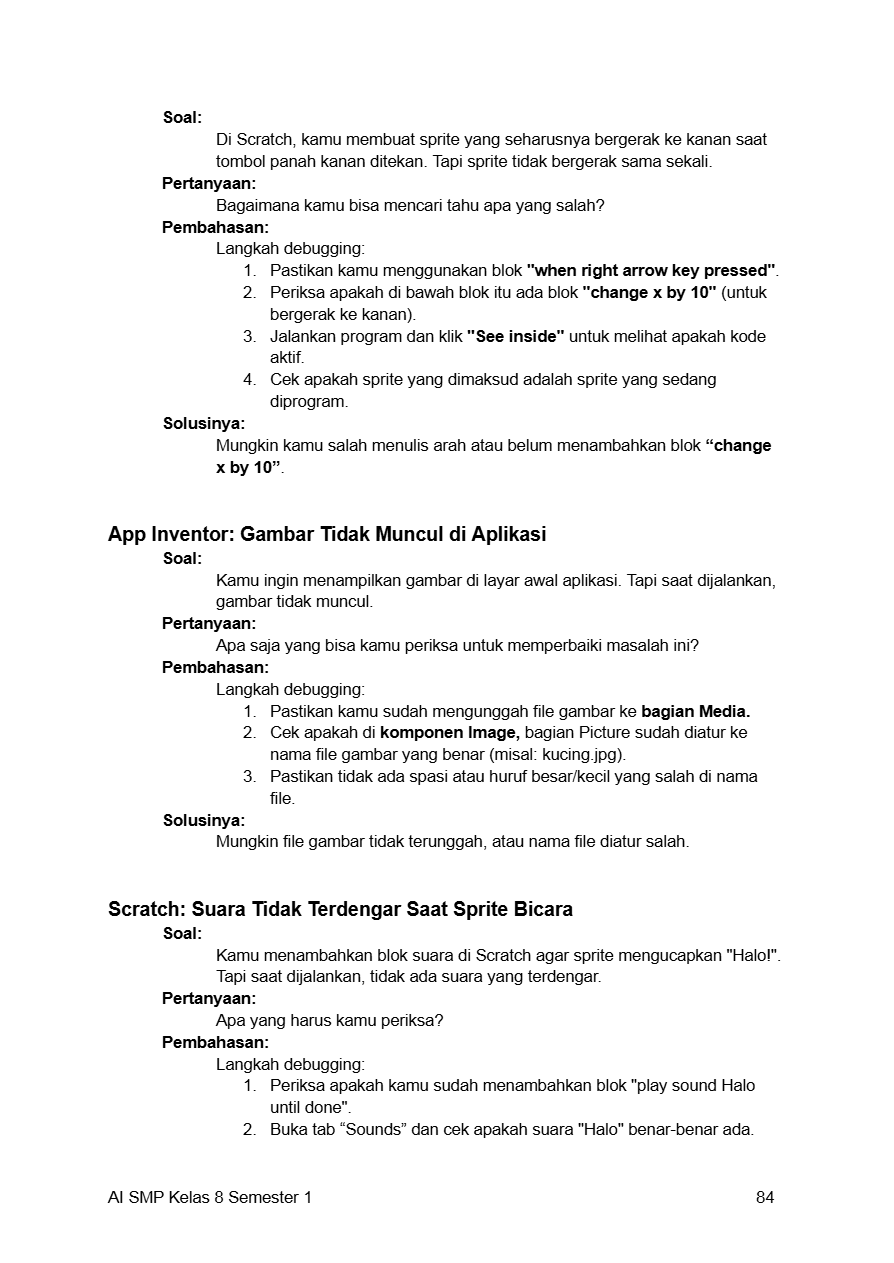 Soal:
Di Scratch, kamu membuat sprite yang seharusnya bergerak ke kanan saat
tombol panah kanan ditekan. Tapi sprite tidak bergerak sama sekali.
Pertanyaan:
Bagaimana kamu bisa mencari tahu apa yang salah?
Pembahasan:
Langkah debugging:
1. Pastikan kamu menggunakan blok "when right arrow key pressed".
2. Periksa apakah di bawah blok itu ada blok "change x by 10" (untuk
bergerak ke kanan).
3. Jalankan program dan klik "See inside" untuk melihat apakah kode
aktif.
4. Cek apakah sprite yang dimaksud adalah sprite yang sedang
diprogram.
Solusinya:
Mungkin kamu salah menulis arah atau belum menambahkan blok “change
x by 10”.
App Inventor: Gambar Tidak Muncul di Aplikasi
Soal:
Kamu ingin menampilkan gambar di layar awal aplikasi. Tapi saat dijalankan,
gambar tidak muncul.
Pertanyaan:
Apa saja yang bisa kamu periksa untuk memperbaiki masalah ini?
Pembahasan:
Langkah debugging:
1. Pastikan kamu sudah mengunggah file gambar ke bagian Media.
2. Cek apakah di komponen Image, bagian Picture sudah diatur ke
nama file gambar yang benar (misal: kucing.jpg).
3. Pastikan tidak ada spasi atau huruf besar/kecil yang salah di nama
file.
Solusinya:
Mungkin file gambar tidak terunggah, atau nama file diatur salah.
Scratch: Suara Tidak Terdengar Saat Sprite Bicara
Soal:
Kamu menambahkan blok suara di Scratch agar sprite mengucapkan "Halo!".
Tapi saat dijalankan, tidak ada suara yang terdengar.
Pertanyaan:
Apa yang harus kamu periksa?
Pembahasan:
Langkah debugging:
1. Periksa apakah kamu sudah menambahkan blok "play sound Halo
until done".
2. Buka tab “Sounds” dan cek apakah suara "Halo" benar-benar ada.
AI SMP Kelas 8 Semester 1 84